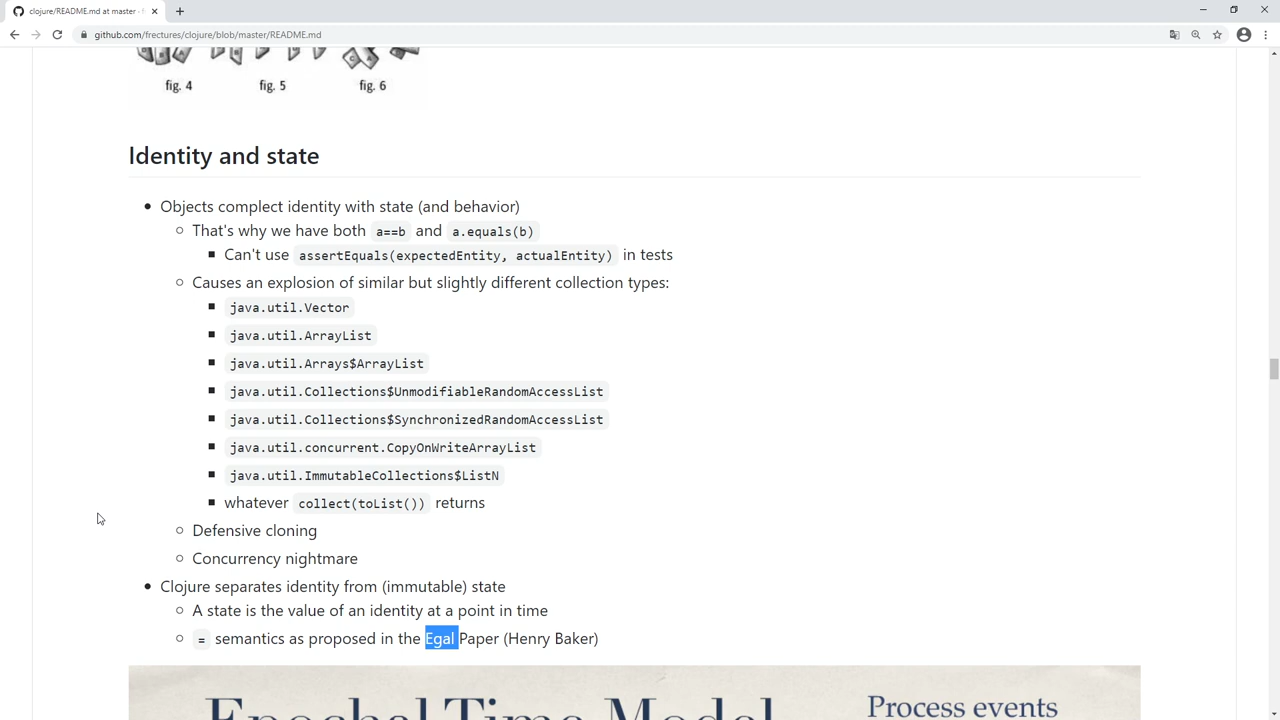 clojure/README.md at master · f
github.com/frectures/clojure/blob/master/README.md
fig. 4 fig. 5 fig. 6
Identity and state
Objects complect identity with state (and behavior)
That's why we have both a==b and a.equals(b)
Can't use assertEquals(expectedEntity, actualEntity) in tests
Causes an explosion of similar but slightly different collection types:
java.util.Vector
java.util.ArrayList
java.util.Arrays$ArrayList
java.util.Collections$UnmodifiableRandomAccessList
java.util.Collections$SynchronizedRandomAccessList
java.util.concurrent.CopyOnWriteArrayList
java.util.ImmutableCollections$ListN
whatever collect(toList()) returns
Defensive cloning
Concurrency nightmare
Clojure separates identity from (immutable) state
A state is the value of an identity at a point in time
= semantics as proposed in the Egal Paper (Henry Baker)
Epochal Time Model
Process events